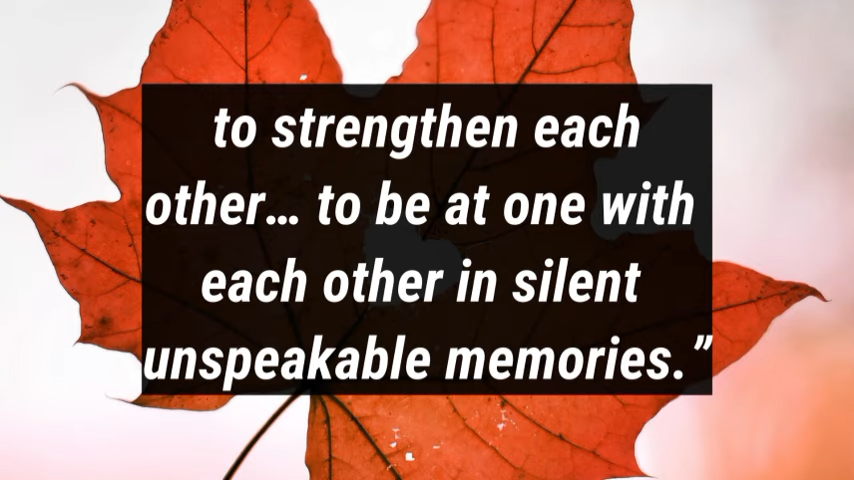 to strengthen each
other… to be at one with
each other in silent
unspeakable memories.”